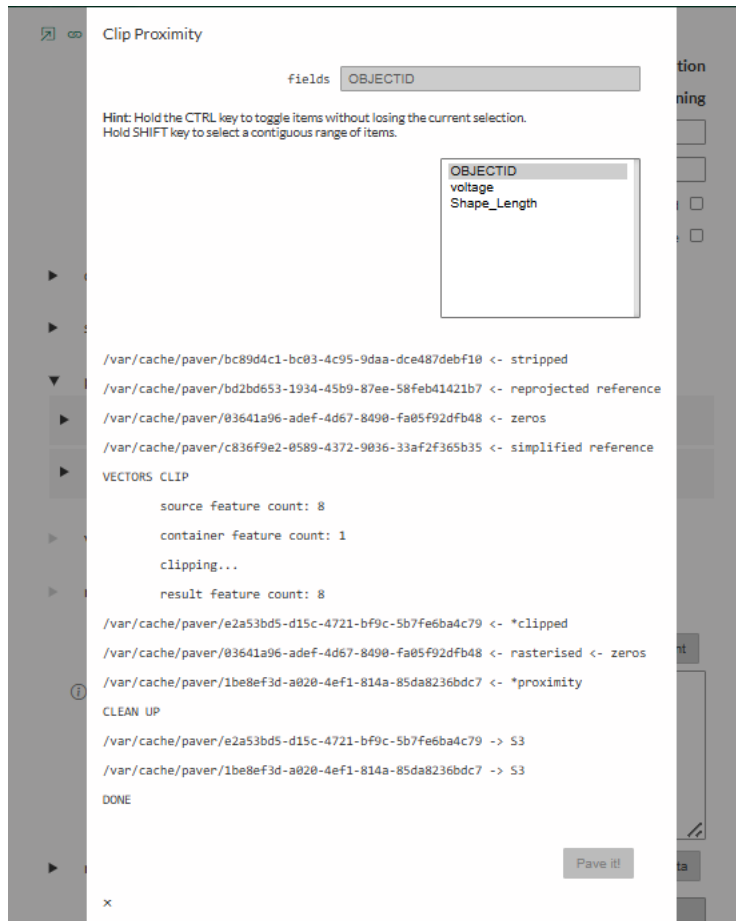 Clip Proximity
tion
fields OBJECTID
ning
Hint: Hold the CTRL key to toggle items without losing the current selection.
Hold SHIFT key to select a contiguous range of items.
OBJECTID
voltage
Shape_Length
/var/cache/paver/bc89d4c1-bc03-4c95-9daa-dce487debf10 <- stripped
/var/cache/paver/bd2bd653-1934-45b9-87ee-58feb41421b7 <- reprojected reference
/var/cache/paver/03641a96-adef-4d67-8490-fa05f92dfb48 <- zeros
/var/cache/paver/c836f9e2-0589-4372-9036-33af2f365b35 <- simplified reference
VECTORS CLIP
source feature count: 8
container feature count: 1
clipping...
result feature count: 8
/var/cache/paver/e2a53bd5-d15c-4721-bf9c-5b7fe6ba4c79 <- *clipped
/var/cache/paver/03641a96-adef-4d67-8490-fa05f92dfb48 <- rasterised <- zeros
nt
/var/cache/paver/1be8ef3d-a020-4ef1-814a-85da8236bdc7 <- *proximity
CLEAN UP
/var/cache/paver/e2a53bd5-d15c-4721-bf9c-5b7fe6ba4c79 -> S3
/var/cache/paver/1be8ef3d-a020-4ef1-814a-85da8236bdc7 -> S3
DONE
Pave it!
ta
×